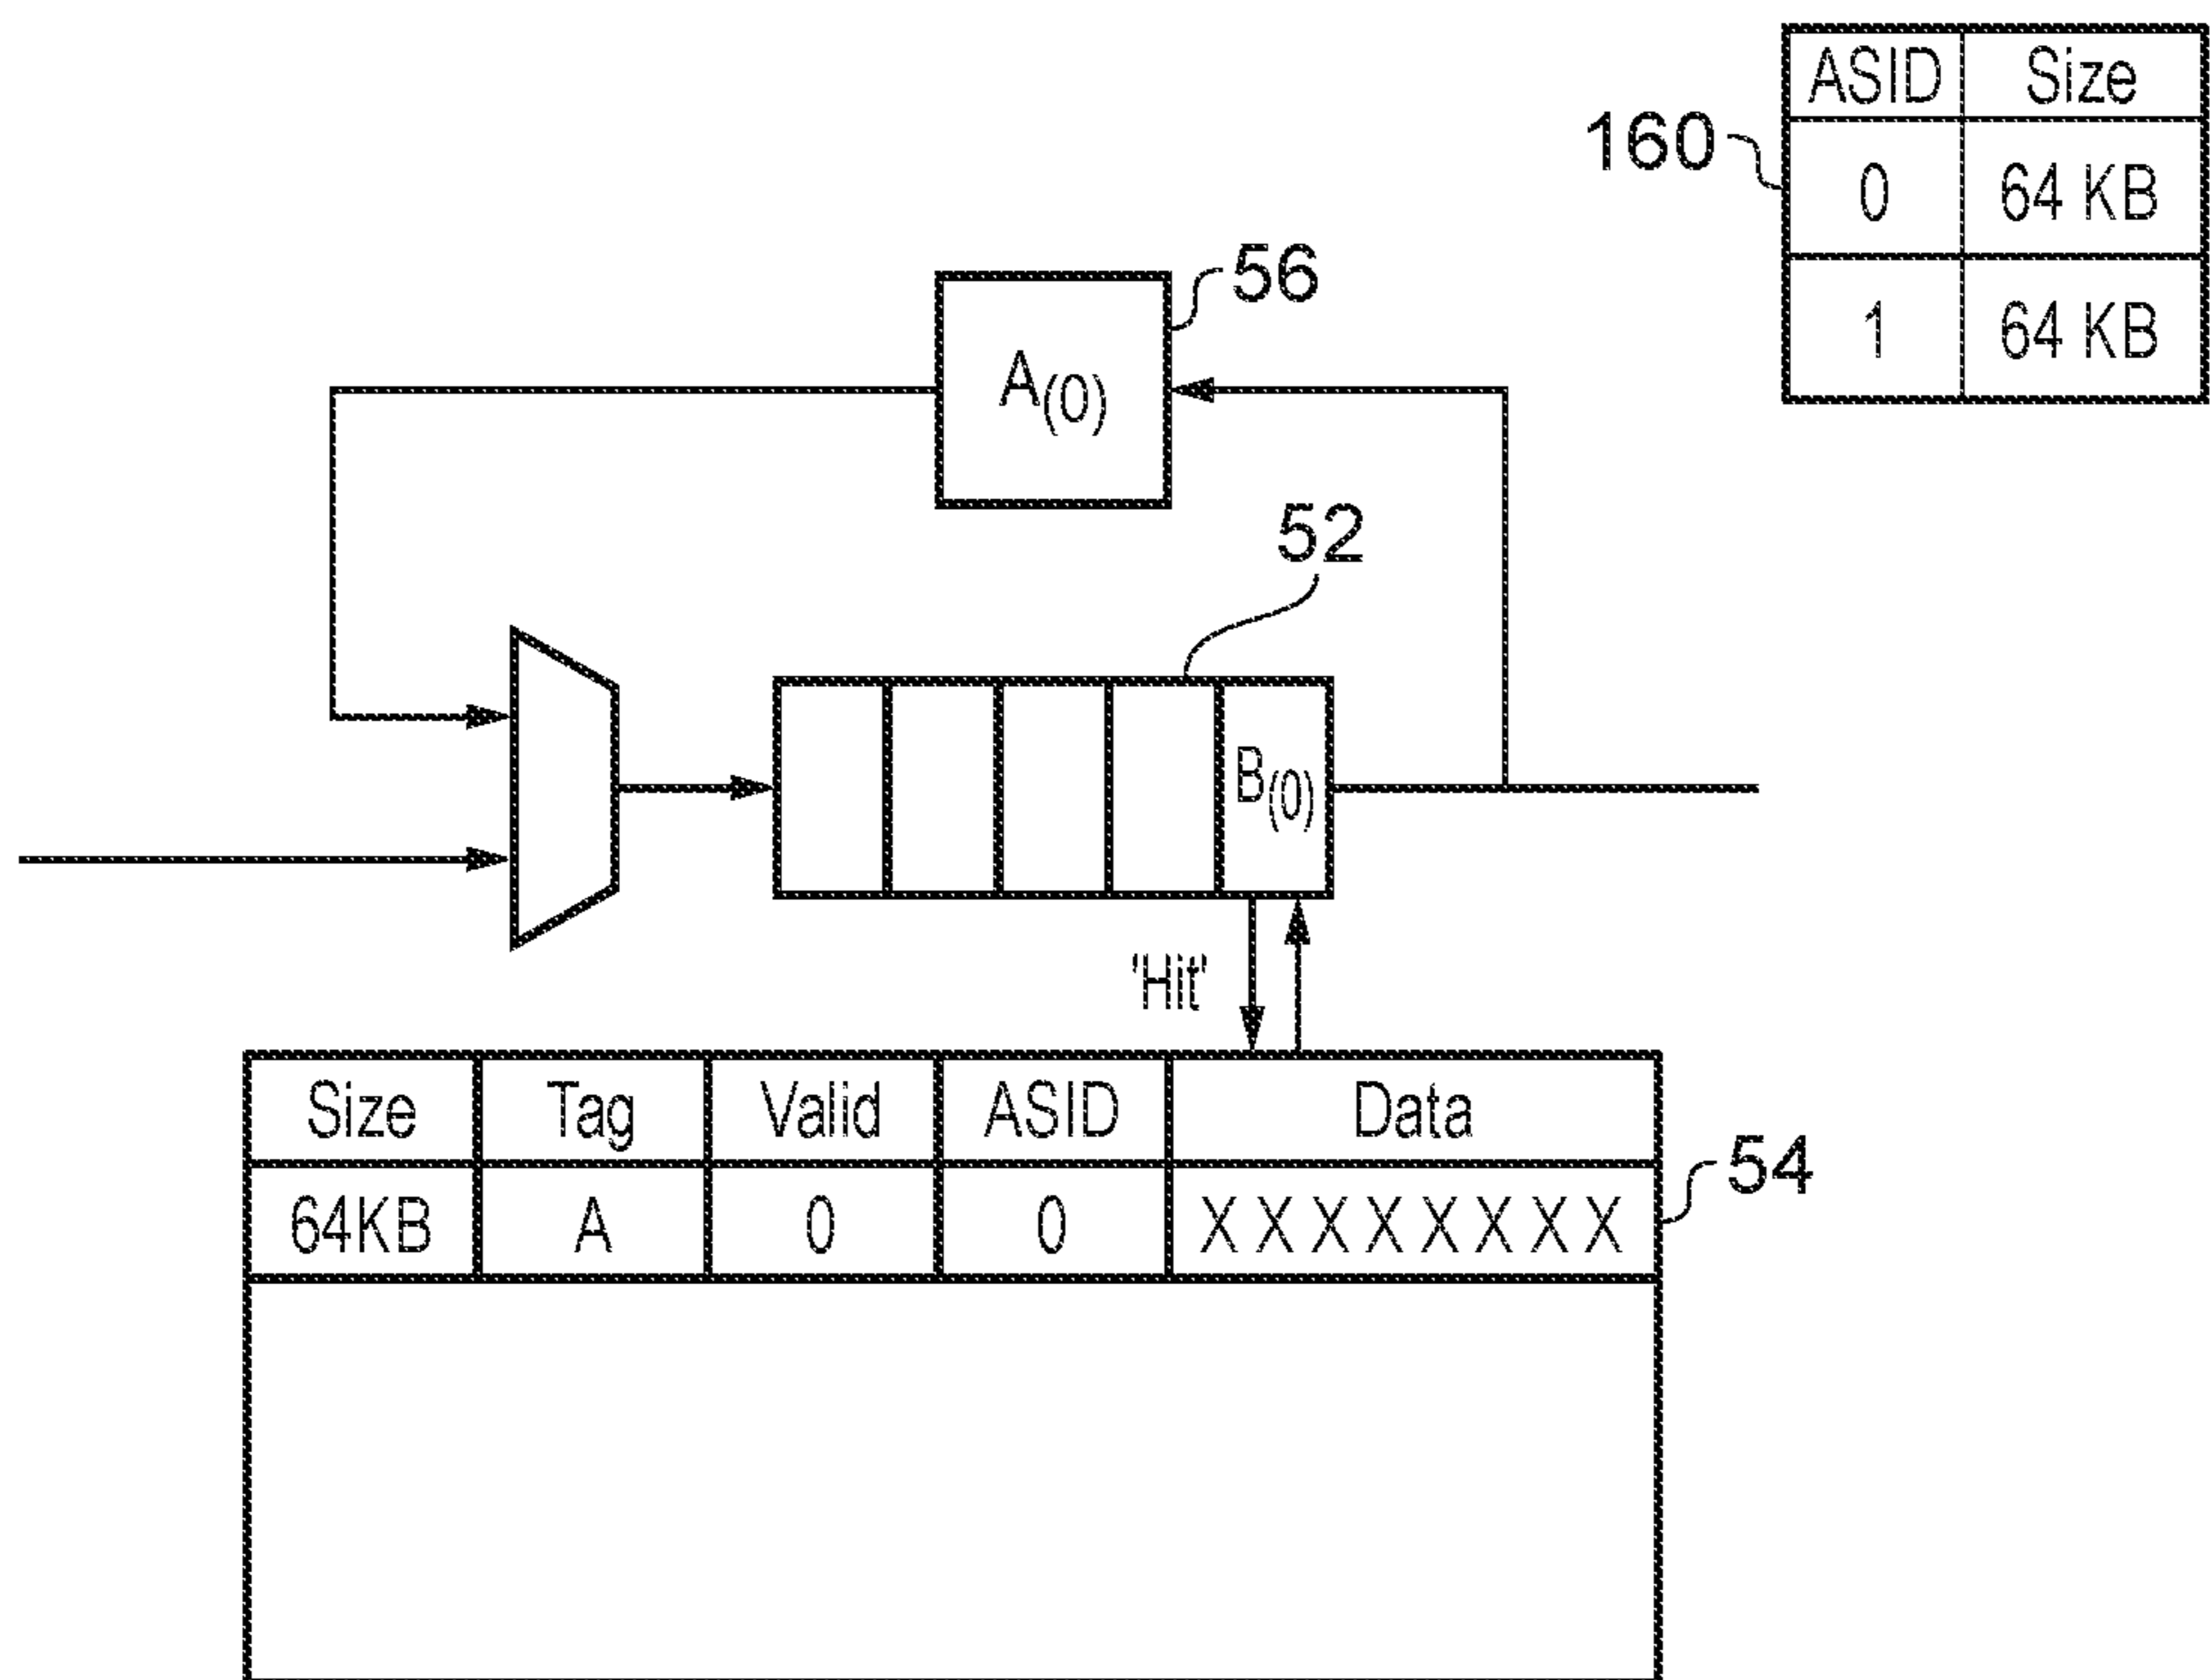 ASID Size
160
0 64 KB
1 64 KB
56
A(0)
52
B(0)
'Hit'
Size Tag Valid ASID Data
54
64KB A 0 0 X X X X X X X X